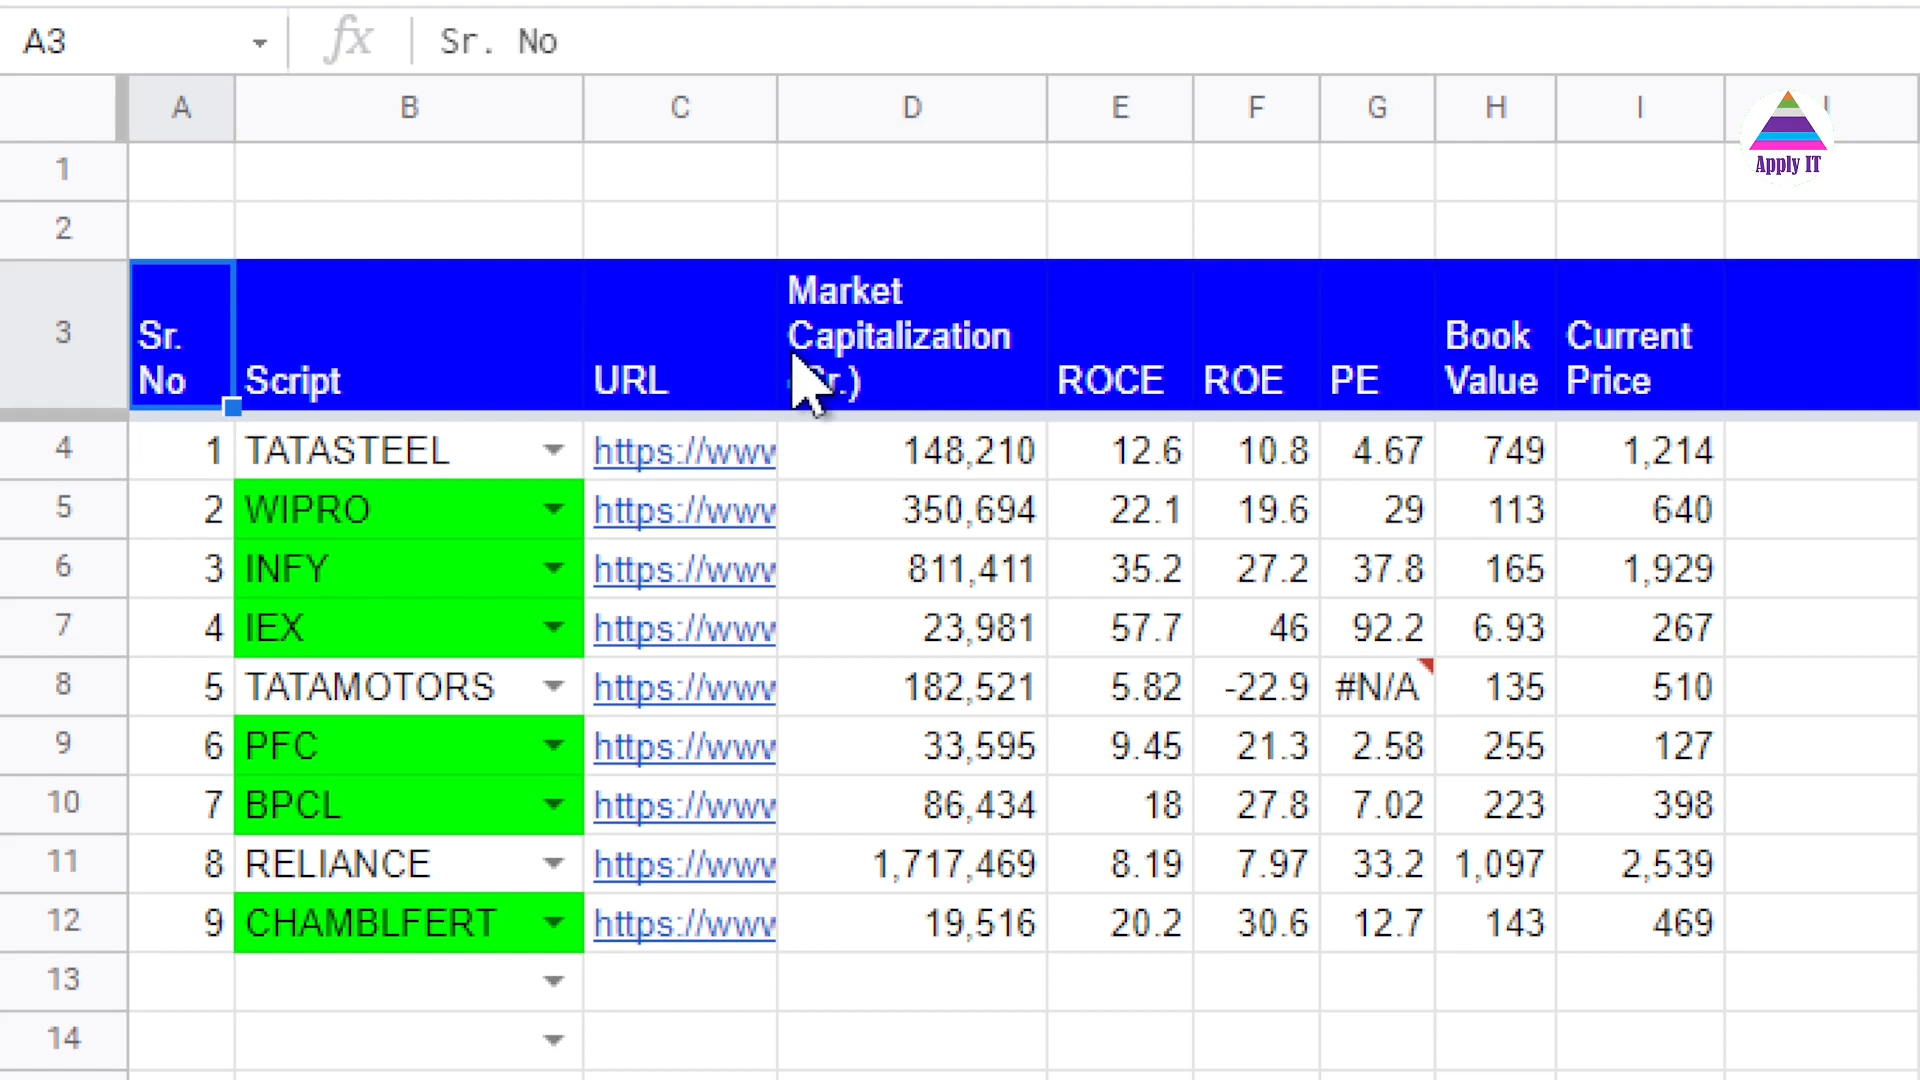 A3 fx Sr. No
A B C D E F G H I
Apply IT
1
2
3
Sr. No Script URL Market Capitalization ROCE ROE PE Book Value Current Price
4 1 TATASTEEL https://www 148,210 12.6 10.8 4.67 749 1,214
5 2 WIPRO https://www 350,694 22.1 19.6 29 113 640
6 3 INFY https://www 811,411 35.2 27.2 37.8 165 1,929
7 4 IEX https://www 23,981 57.7 46 92.2 6.93 267
8 5 TATAMOTORS https://www 182,521 5.82 -22.9 #N/A 135 510
9 6 PFC https://www 33,595 9.45 21.3 2.58 255 127
10 7 BPCL https://www 86,434 18 27.8 7.02 223 398
11 8 RELIANCE https://www 1,717,469 8.19 7.97 33.2 1,097 2,539
12 9 CHAMBLFERT https://www 19,516 20.2 30.6 12.7 143 469
13
14